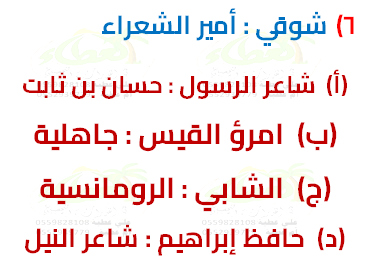 ٦) شوقي : أمير الشعراء
(أ) شاعر الرسول : حسان بن ثابت
(ب) امرؤ القيس : جاهلية
(ج) الشابي : الرومانسية
(د) حافظ إبراهيم : شاعر النيل